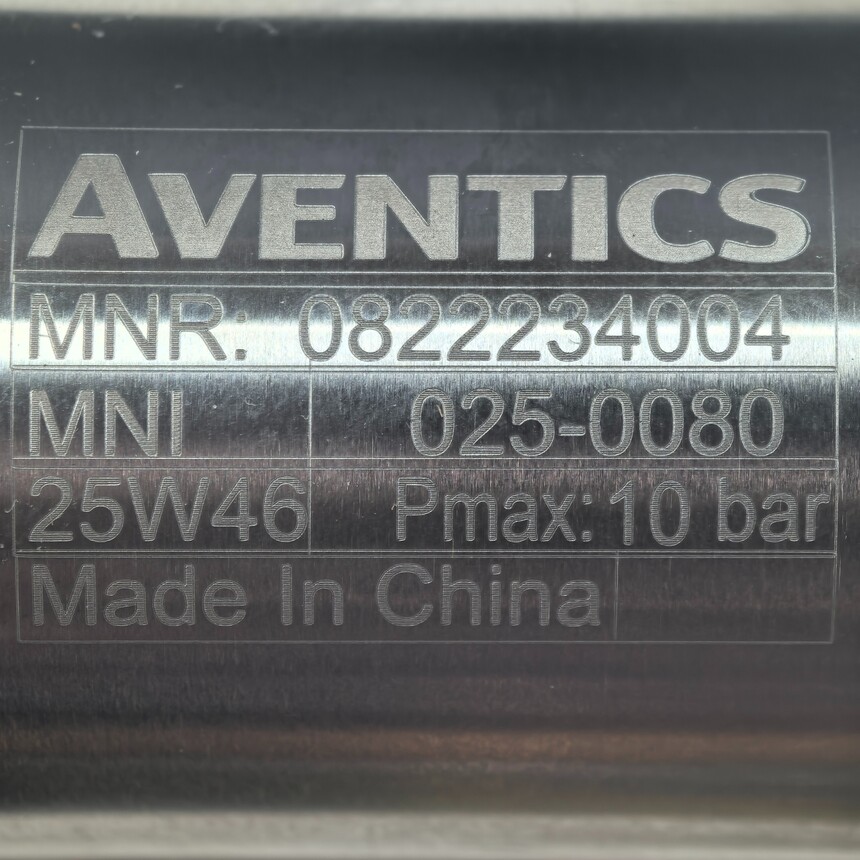 AVENTICS
MNR: 0822234004
MNI 025-0080
25W46 Pmax: 10 bar
Made In China